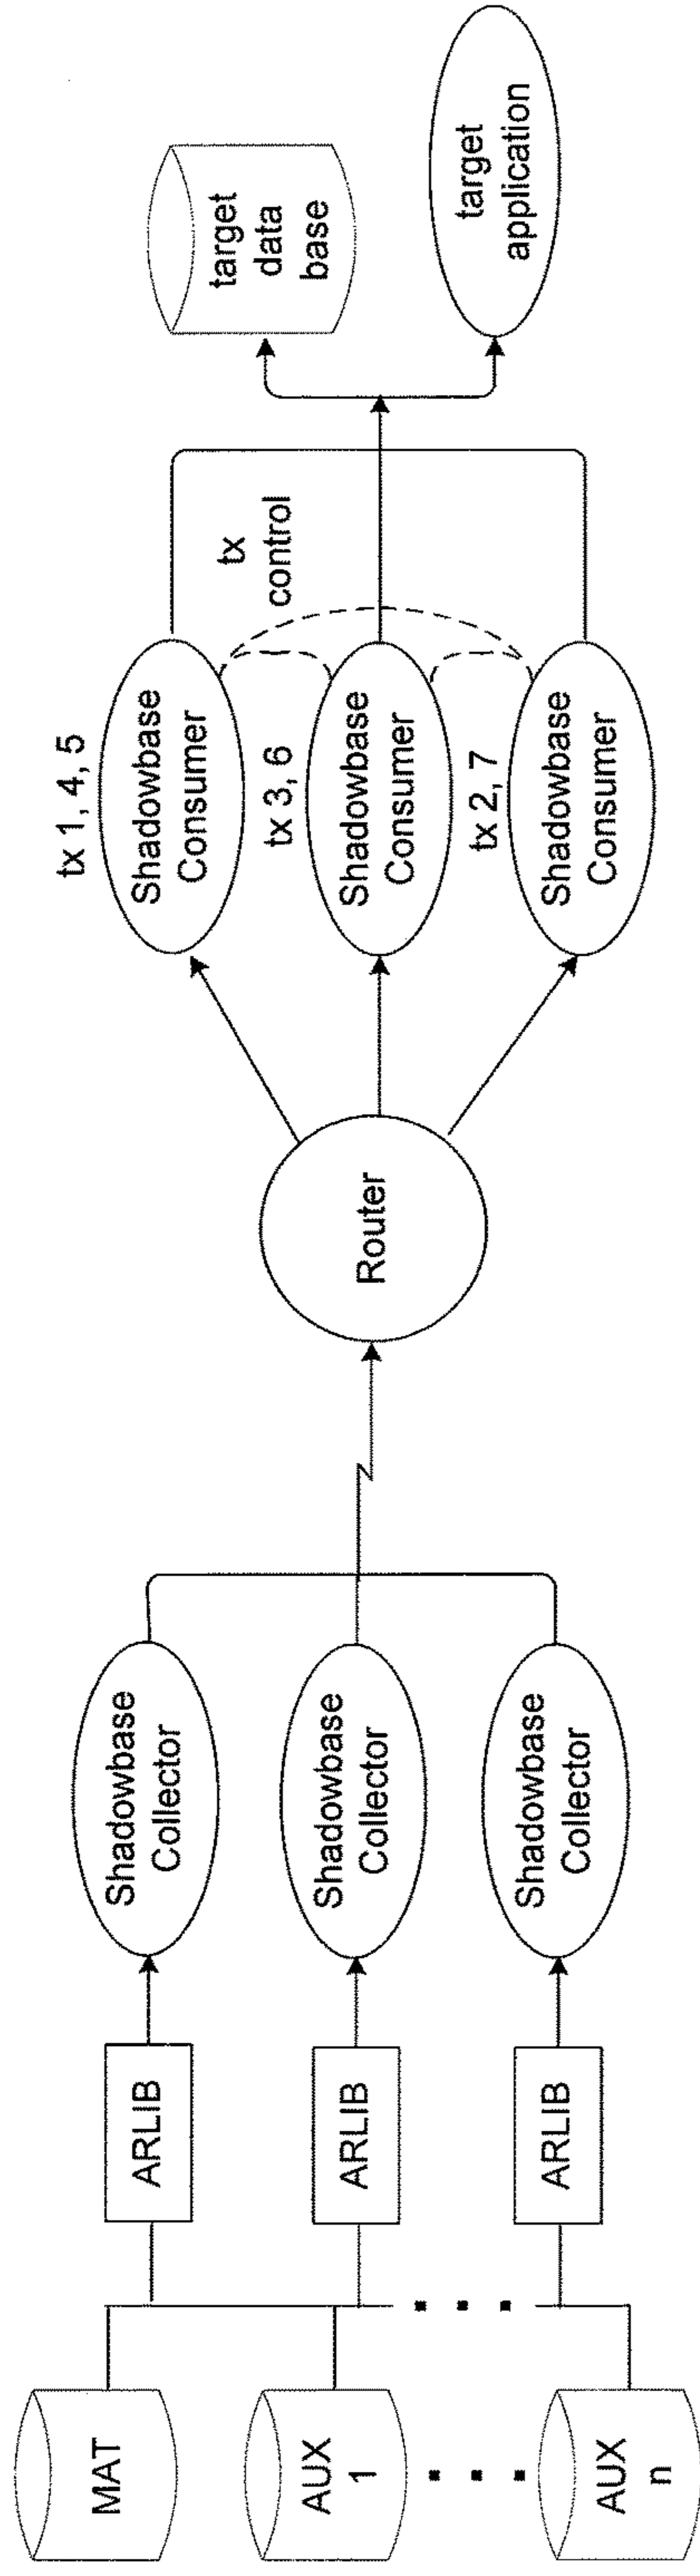 MAT
AUX
1
AUX
n
ARLIB
ARLIB
ARLIB
Shadowbase
Collector
Shadowbase
Collector
Shadowbase
Collector
Router
tx 1, 4, 5
Shadowbase
Consumer
tx 3, 6
Shadowbase
Consumer
tx 2, 7
Shadowbase
Consumer
tx
control
target
data
base
target
application